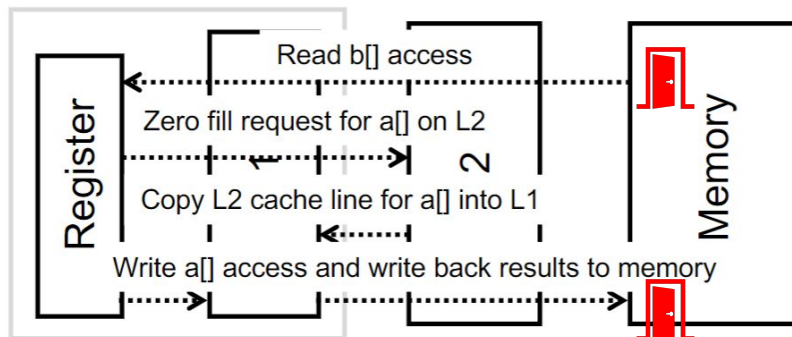 Read b[] access
Register
Zero fill request for a[] on L2
1
2
Memory
Copy L2 cache line for a[] into L1
Write a[] access and write back results to memory